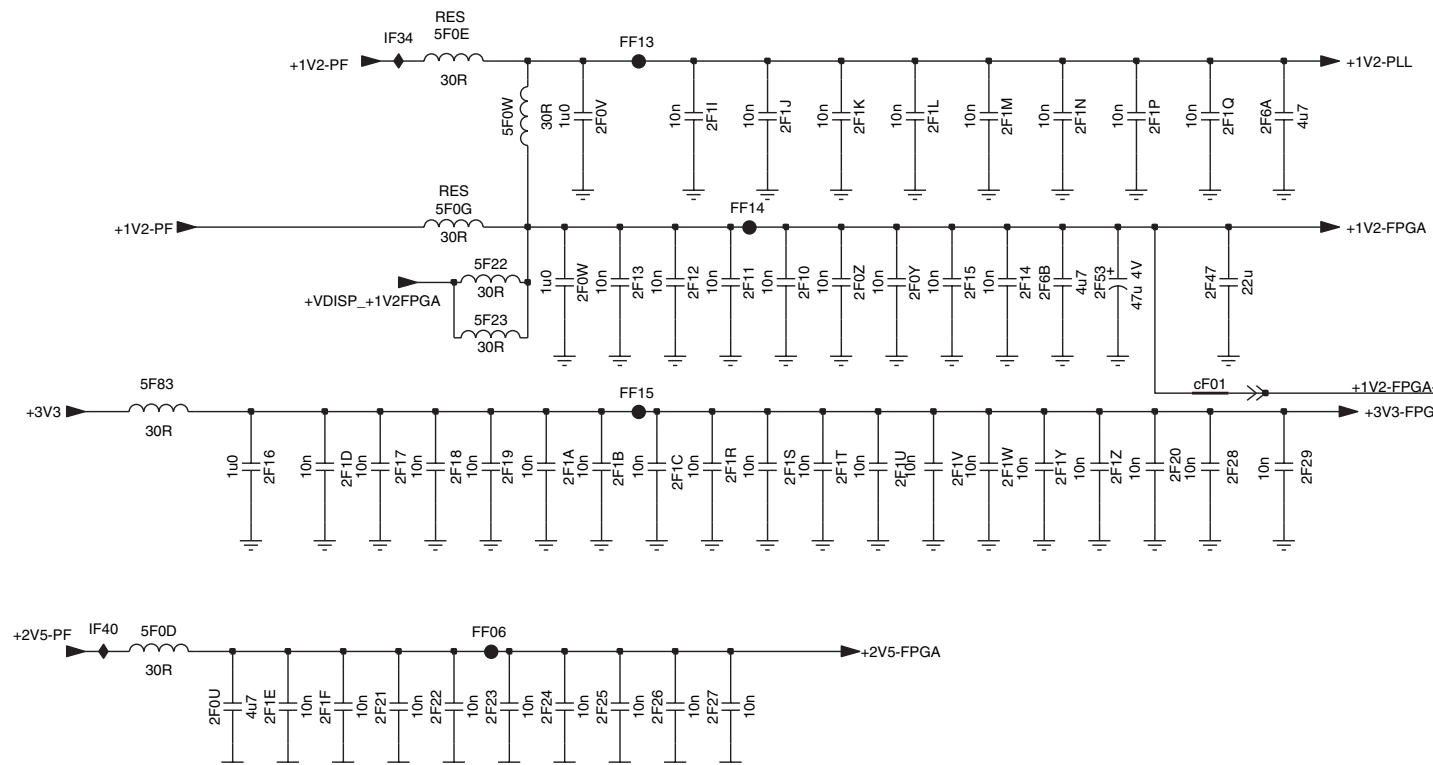 RES
5F0E
IF34
+1V2-PF
30R
FF13
+1V2-PLL
5F0W
30R
1u0
2F0V
10n
2F1I
10n
2F1J
10n
2F1K
10n
2F1L
10n
2F1M
10n
2F1N
10n
2F1P
10n
2F1Q
2F6A
4u7
RES
5F0G
+1V2-PF
30R
FF14
+1V2-FPGA
5F22
30R
+VDISP_+1V2FPGA
5F23
30R
1u0
2F0W
10n
2F13
10n
2F12
10n
2F11
10n
2F10
10n
2F0Z
10n
2F0Y
10n
2F15
10n
2F14
2F6B
4u7
2F53
+
47u 4V
2F47
22u
cF01
+1V2-FPGA-
5F83
+3V3
30R
FF15
+3V3-FPG
1u0
2F16
10n
2F1D
10n
2F17
10n
2F18
10n
2F19
10n
2F1A
10n
2F1B
10n
2F1C
10n
2F1R
10n
2F1S
10n
2F1T
10n
2F1U
10n
2F1V
10n
2F1W
10n
2F1Y
10n
2F1Z
10n
2F20
10n
2F28
10n
2F29
+2V5-PF
IF40
5F0D
30R
FF06
+2V5-FPGA
2F0U
4u7
2F1E
10n
2F1F
10n
2F21
10n
2F22
10n
2F23
10n
2F24
10n
2F25
10n
2F26
10n
2F27
10n